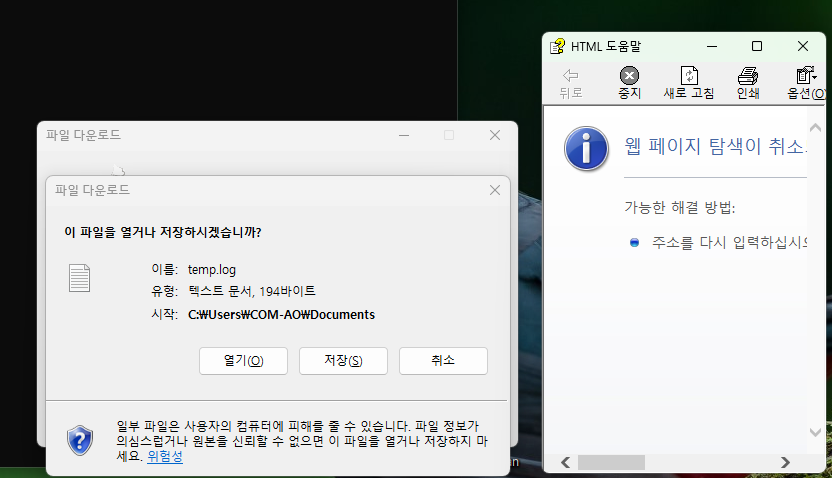 파일 다운로드
파일 다운로드
이 파일을 열거나 저장하시겠습니까?
이름: temp.log
유형: 텍스트 문서, 194바이트
시작: C:₩Users₩COM-AO₩Documents
열기(O) 저장(S) 취소
일부 파일은 사용자의 컴퓨터에 피해를 줄 수 있습니다. 파일 정보가
의심스럽거나 원본을 신뢰할 수 없으면 이 파일을 열거나 저장하지 마
세요. 위험성
HTML 도움말
뒤로 중지 새로 고침 인쇄 옵션(O)
웹 페이지 탐색이 취소
가능한 해결 방법:
주소를 다시 입력하십시오